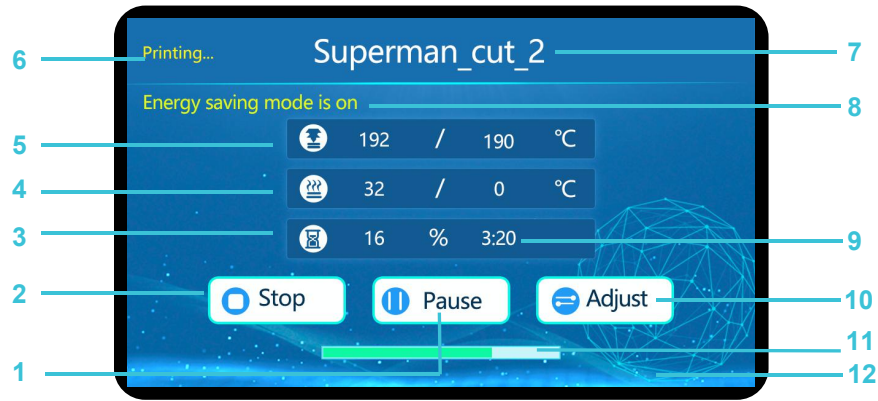 6 Printing... Superman_cut_2 7
Energy saving mode is on 8
5 192 / 190 ℃
4 32 / 0 ℃
3 16 % 3:20 9
2 Stop Pause Adjust 10
11
1 12